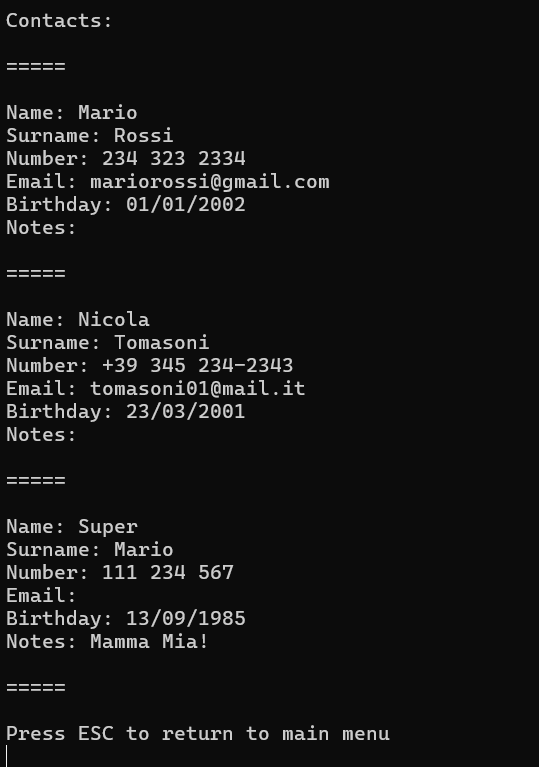 Contacts:
=====
Name: Mario
Surname: Rossi
Number: 234 323 2334
Email: mariorossi@gmail.com
Birthday: 01/01/2002
Notes:
=====
Name: Nicola
Surname: Tomasoni
Number: +39 345 234-2343
Email: tomasoni01@mail.it
Birthday: 23/03/2001
Notes:
=====
Name: Super
Surname: Mario
Number: 111 234 567
Email:
Birthday: 13/09/1985
Notes: Mamma Mia!
=====
Press ESC to return to main menu